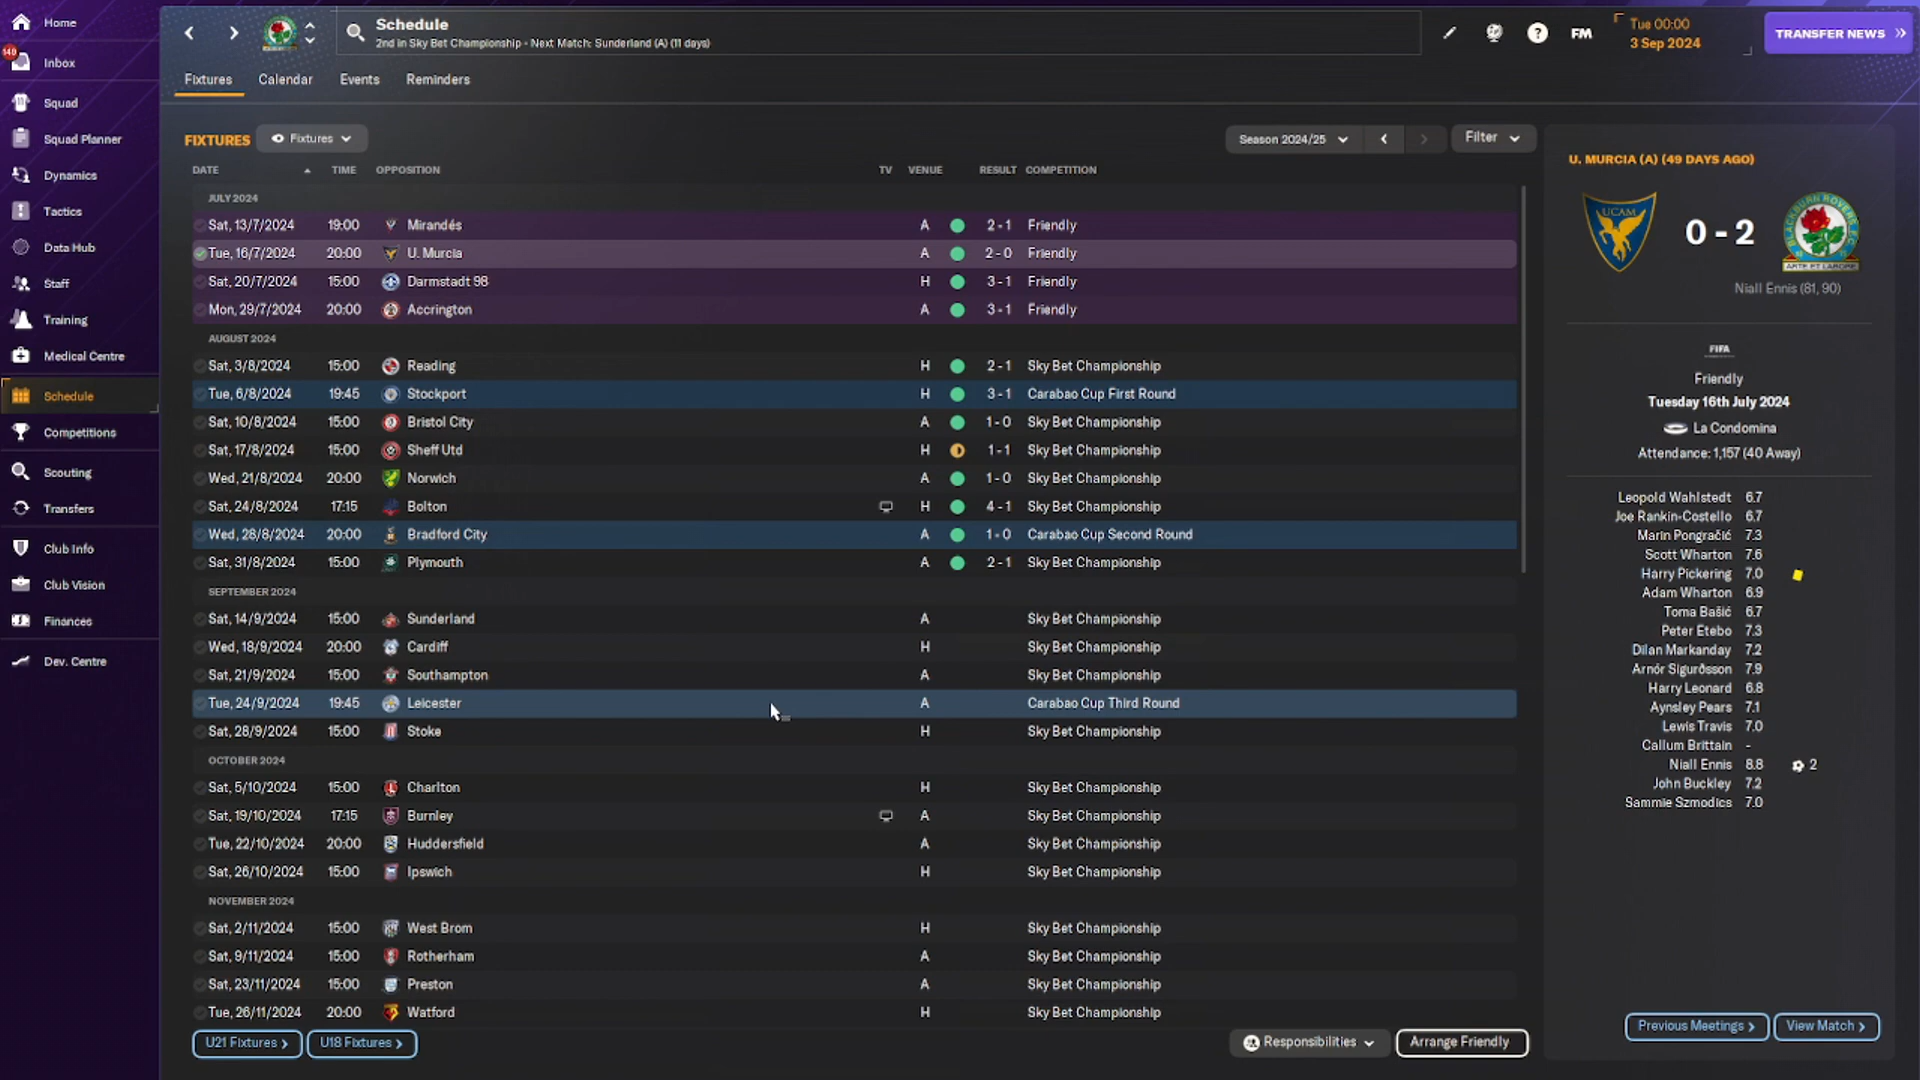 Home
148
Inbox
Squad
Squad Planner
Dynamics
Tactics
Data Hub
Staff
Training
Medical Centre
Schedule
Competitions
Scouting
Transfers
Club Info
Club Vision
Finances
Dev. Centre
Schedule
2nd in Sky Bet Championship - Next Match: Sunderland (A) (11 days)
?
FM
Tue 00:00
3 Sep 2024
TRANSFER NEWS
Fixtures Calendar Events Reminders
FIXTURES Fixtures Season 2024/25 Filter
DATE TIME OPPOSITION TV VENUE RESULT COMPETITION
JULY 2024
Sat, 13/7/2024 19:00 Mirandés A 2 - 1 Friendly
Tue, 16/7/2024 20:00 U. Murcia A 2 - 0 Friendly
Sat, 20/7/2024 15:00 Darmstadt 98 H 3 - 1 Friendly
Mon, 29/7/2024 20:00 Accrington A 3 - 1 Friendly
AUGUST 2024
Sat, 3/8/2024 15:00 Reading H 2 - 1 Sky Bet Championship
Tue, 6/8/2024 19:45 Stockport H 3 - 1 Carabao Cup First Round
Sat, 10/8/2024 15:00 Bristol City A 1 - 0 Sky Bet Championship
Sat, 17/8/2024 15:00 Sheff Utd H 1 - 1 Sky Bet Championship
Wed, 21/8/2024 20:00 Norwich A 1 - 0 Sky Bet Championship
Sat, 24/8/2024 17:15 Bolton H 4 - 1 Sky Bet Championship
Wed, 28/8/2024 20:00 Bradford City A 1 - 0 Carabao Cup Second Round
Sat, 31/8/2024 15:00 Plymouth A 2 - 1 Sky Bet Championship
SEPTEMBER 2024
Sat, 14/9/2024 15:00 Sunderland A Sky Bet Championship
Wed, 18/9/2024 20:00 Cardiff H Sky Bet Championship
Sat, 21/9/2024 15:00 Southampton A Sky Bet Championship
Tue, 24/9/2024 19:45 Leicester A Carabao Cup Third Round
Sat, 28/9/2024 15:00 Stoke H Sky Bet Championship
OCTOBER 2024
Sat, 5/10/2024 15:00 Charlton H Sky Bet Championship
Sat, 19/10/2024 17:15 Burnley A Sky Bet Championship
Tue, 22/10/2024 20:00 Huddersfield A Sky Bet Championship
Sat, 26/10/2024 15:00 Ipswich H Sky Bet Championship
NOVEMBER 2024
Sat, 2/11/2024 15:00 West Brom H Sky Bet Championship
Sat, 9/11/2024 15:00 Rotherham A Sky Bet Championship
Sat, 23/11/2024 15:00 Preston A Sky Bet Championship
Tue, 26/11/2024 20:00 Watford H Sky Bet Championship
U21 Fixtures U18 Fixtures Responsibilities Arrange Friendly
U. MURCIA (A) (49 DAYS AGO)
UCAM
BLACKBURN ROVERS F.C.
ARTE ET LABORE
0 - 2
Niall Ennis (81, 90)
FIFA
Friendly
Tuesday 16th July 2024
La Condomina
Attendance: 1,157 (40 Away)
Leopold Wahlstedt 6.7
Joe Rankin-Costello 6.7
Marin Pongračić 7.3
Scott Wharton 7.6
Harry Pickering 7.0
Adam Wharton 6.9
Toma Bašić 6.7
Peter Etebo 7.3
Dilan Markanday 7.2
Arnór Sigurðsson 7.9
Harry Leonard 6.8
Aynsley Pears 7.1
Lewis Travis 7.0
Callum Brittain -
Niall Ennis 8.8 2
John Buckley 7.2
Sammie Szmodics 7.0
Previous Meetings View Match